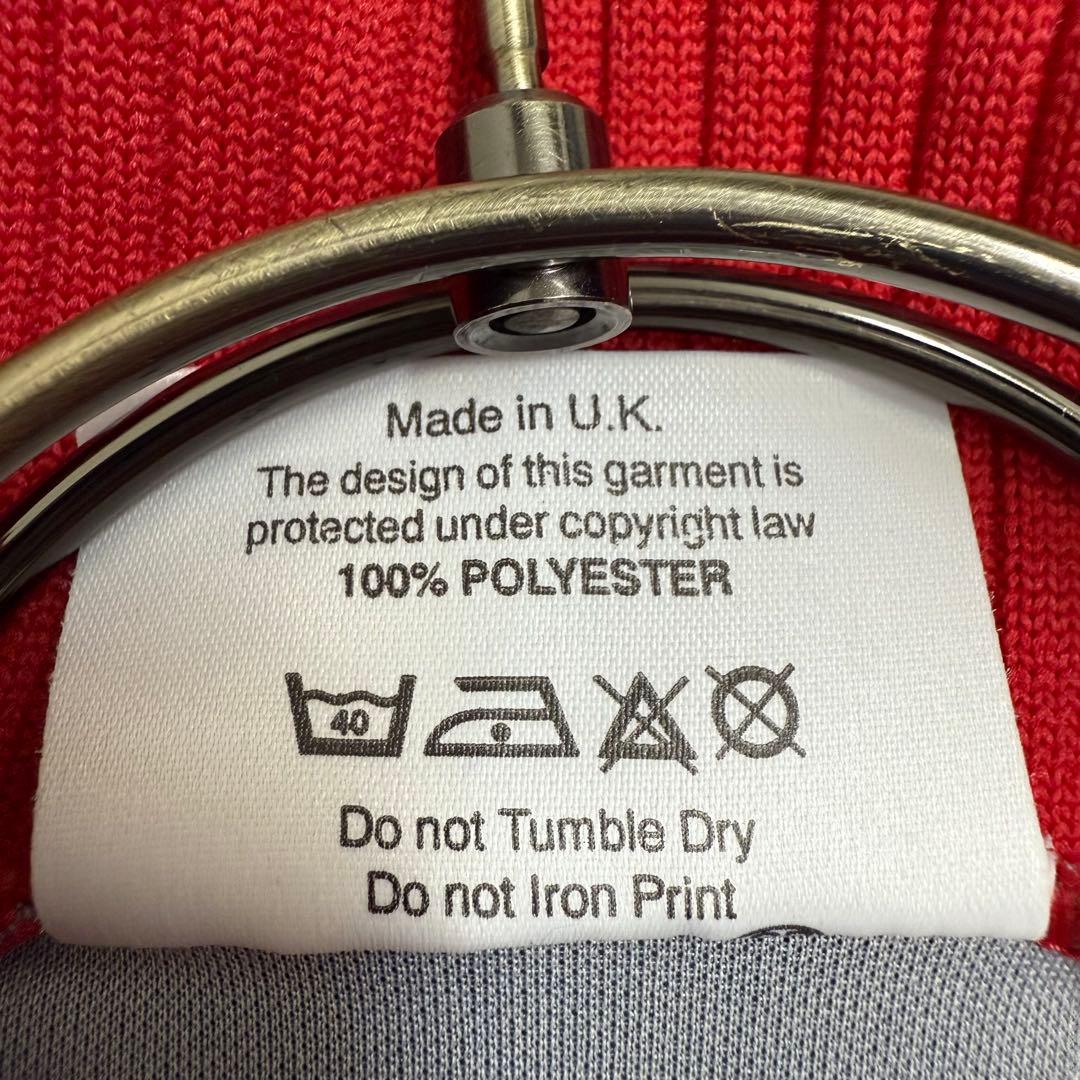 Made in U.K.
The design of this garment is
protected under copyright law
100% POLYESTER
40
Do not Tumble Dry
Do not Iron Print